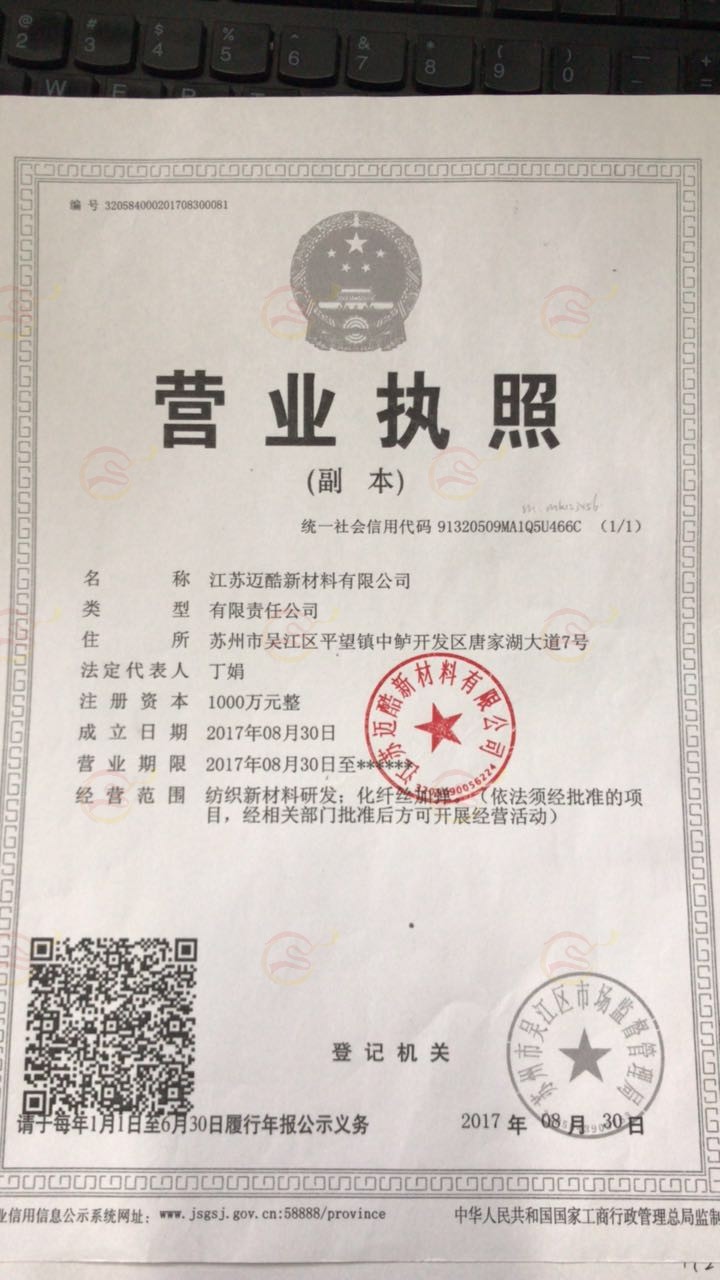 @ 2 # 3 $ 4 % 5 ^ 6 & 7 * 8 ( 9 ) 0 — - + =
W E R
编 号 320584000201708300081
营业执照
(副 本)
统一社会信用代码 91320509MA1Q5U466C （1/1）
名 称 江苏迈酷新材料有限公司
类 型 有限责任公司
住 所 苏州市吴江区平望镇中鲈开发区唐家湖大道7号
法定代表人 丁娟
注 册 资 本 1000万元整
成 立 日 期 2017年08月30日
营 业 期 限 2017年08月30日至******
经 营 范 围 纺织新材料研发；化纤丝加弹。（依法须经批准的项
目，经相关部门批准后方可开展经营活动）
江苏迈酷新材料有限公司
3205090056224
登 记 机 关
苏州市吴江区市场监督管理局
请于每年1月1日至6月30日履行年报公示义务
2017 年 08 月 30 日
业信用信息公示系统网址：www.jsgsj.gov.cn:58888/province
中华人民共和国国家工商行政管理总局监制